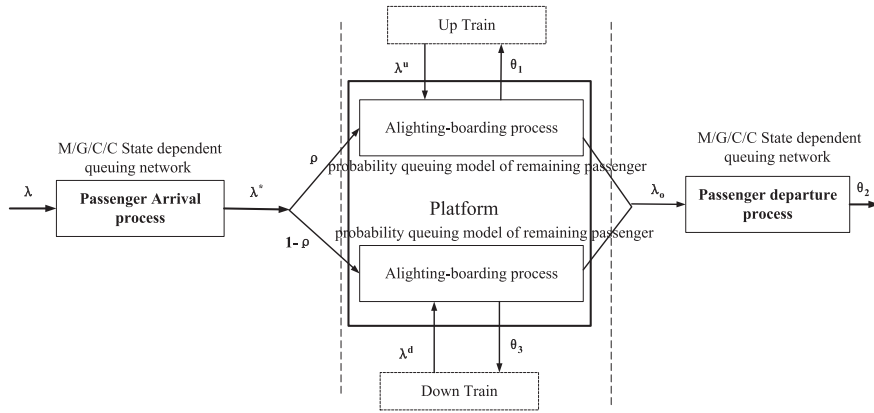 Up Train
λᵘ
θ₁
Alighting-boarding process
M/G/C/C State dependent
queuing network
ρ
probability queuing model of remaining passenger
M/G/C/C State dependent
queuing network
λ
Passenger Arrival
process
λ*
Platform
λₒ
Passenger departure
process
θ₂
probability queuing model of remaining passenger
1- ρ
Alighting-boarding process
λᵈ
θ₃
Down Train